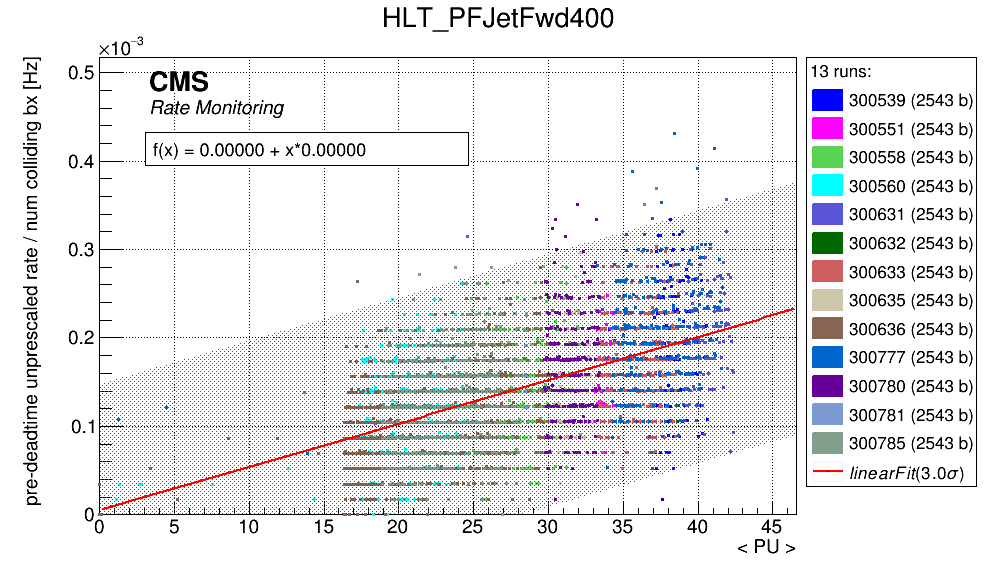 HLT_PFJetFwd400
×10⁻³
CMS
Rate Monitoring
f(x) = 0.00000 + x*0.00000
pre-deadtime unprescaled rate / num colliding bx [Hz]
0.5
0.4
0.3
0.2
0.1
0
0 5 10 15 20 25 30 35 40 45
< PU >
13 runs:
300539 (2543 b)
300551 (2543 b)
300558 (2543 b)
300560 (2543 b)
300631 (2543 b)
300632 (2543 b)
300633 (2543 b)
300635 (2543 b)
300636 (2543 b)
300777 (2543 b)
300780 (2543 b)
300781 (2543 b)
300785 (2543 b)
linearFit(3.0σ)